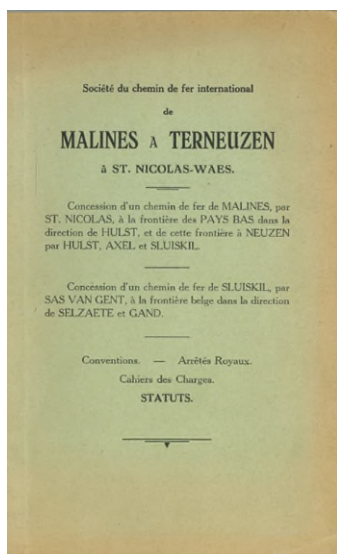 Société du chemin de fer international
de
MALINES A TERNEUZEN
à ST. NICOLAS-WAES.
Concession d'un chemin de fer de MALINES, par
ST. NICOLAS, à la frontière des PAYS BAS dans la
direction de HULST, et de cette frontière à NEUZEN
par HULST, AXEL et SLUISKIL.
Concession d'un chemin de fer de SLUISKIL, par
SAS VAN GENT, à la frontière belge dans la direction
de SELZAETE et GAND.
Conventions. — Arrêtés Royaux.
Cahiers des Charges.
STATUTS.